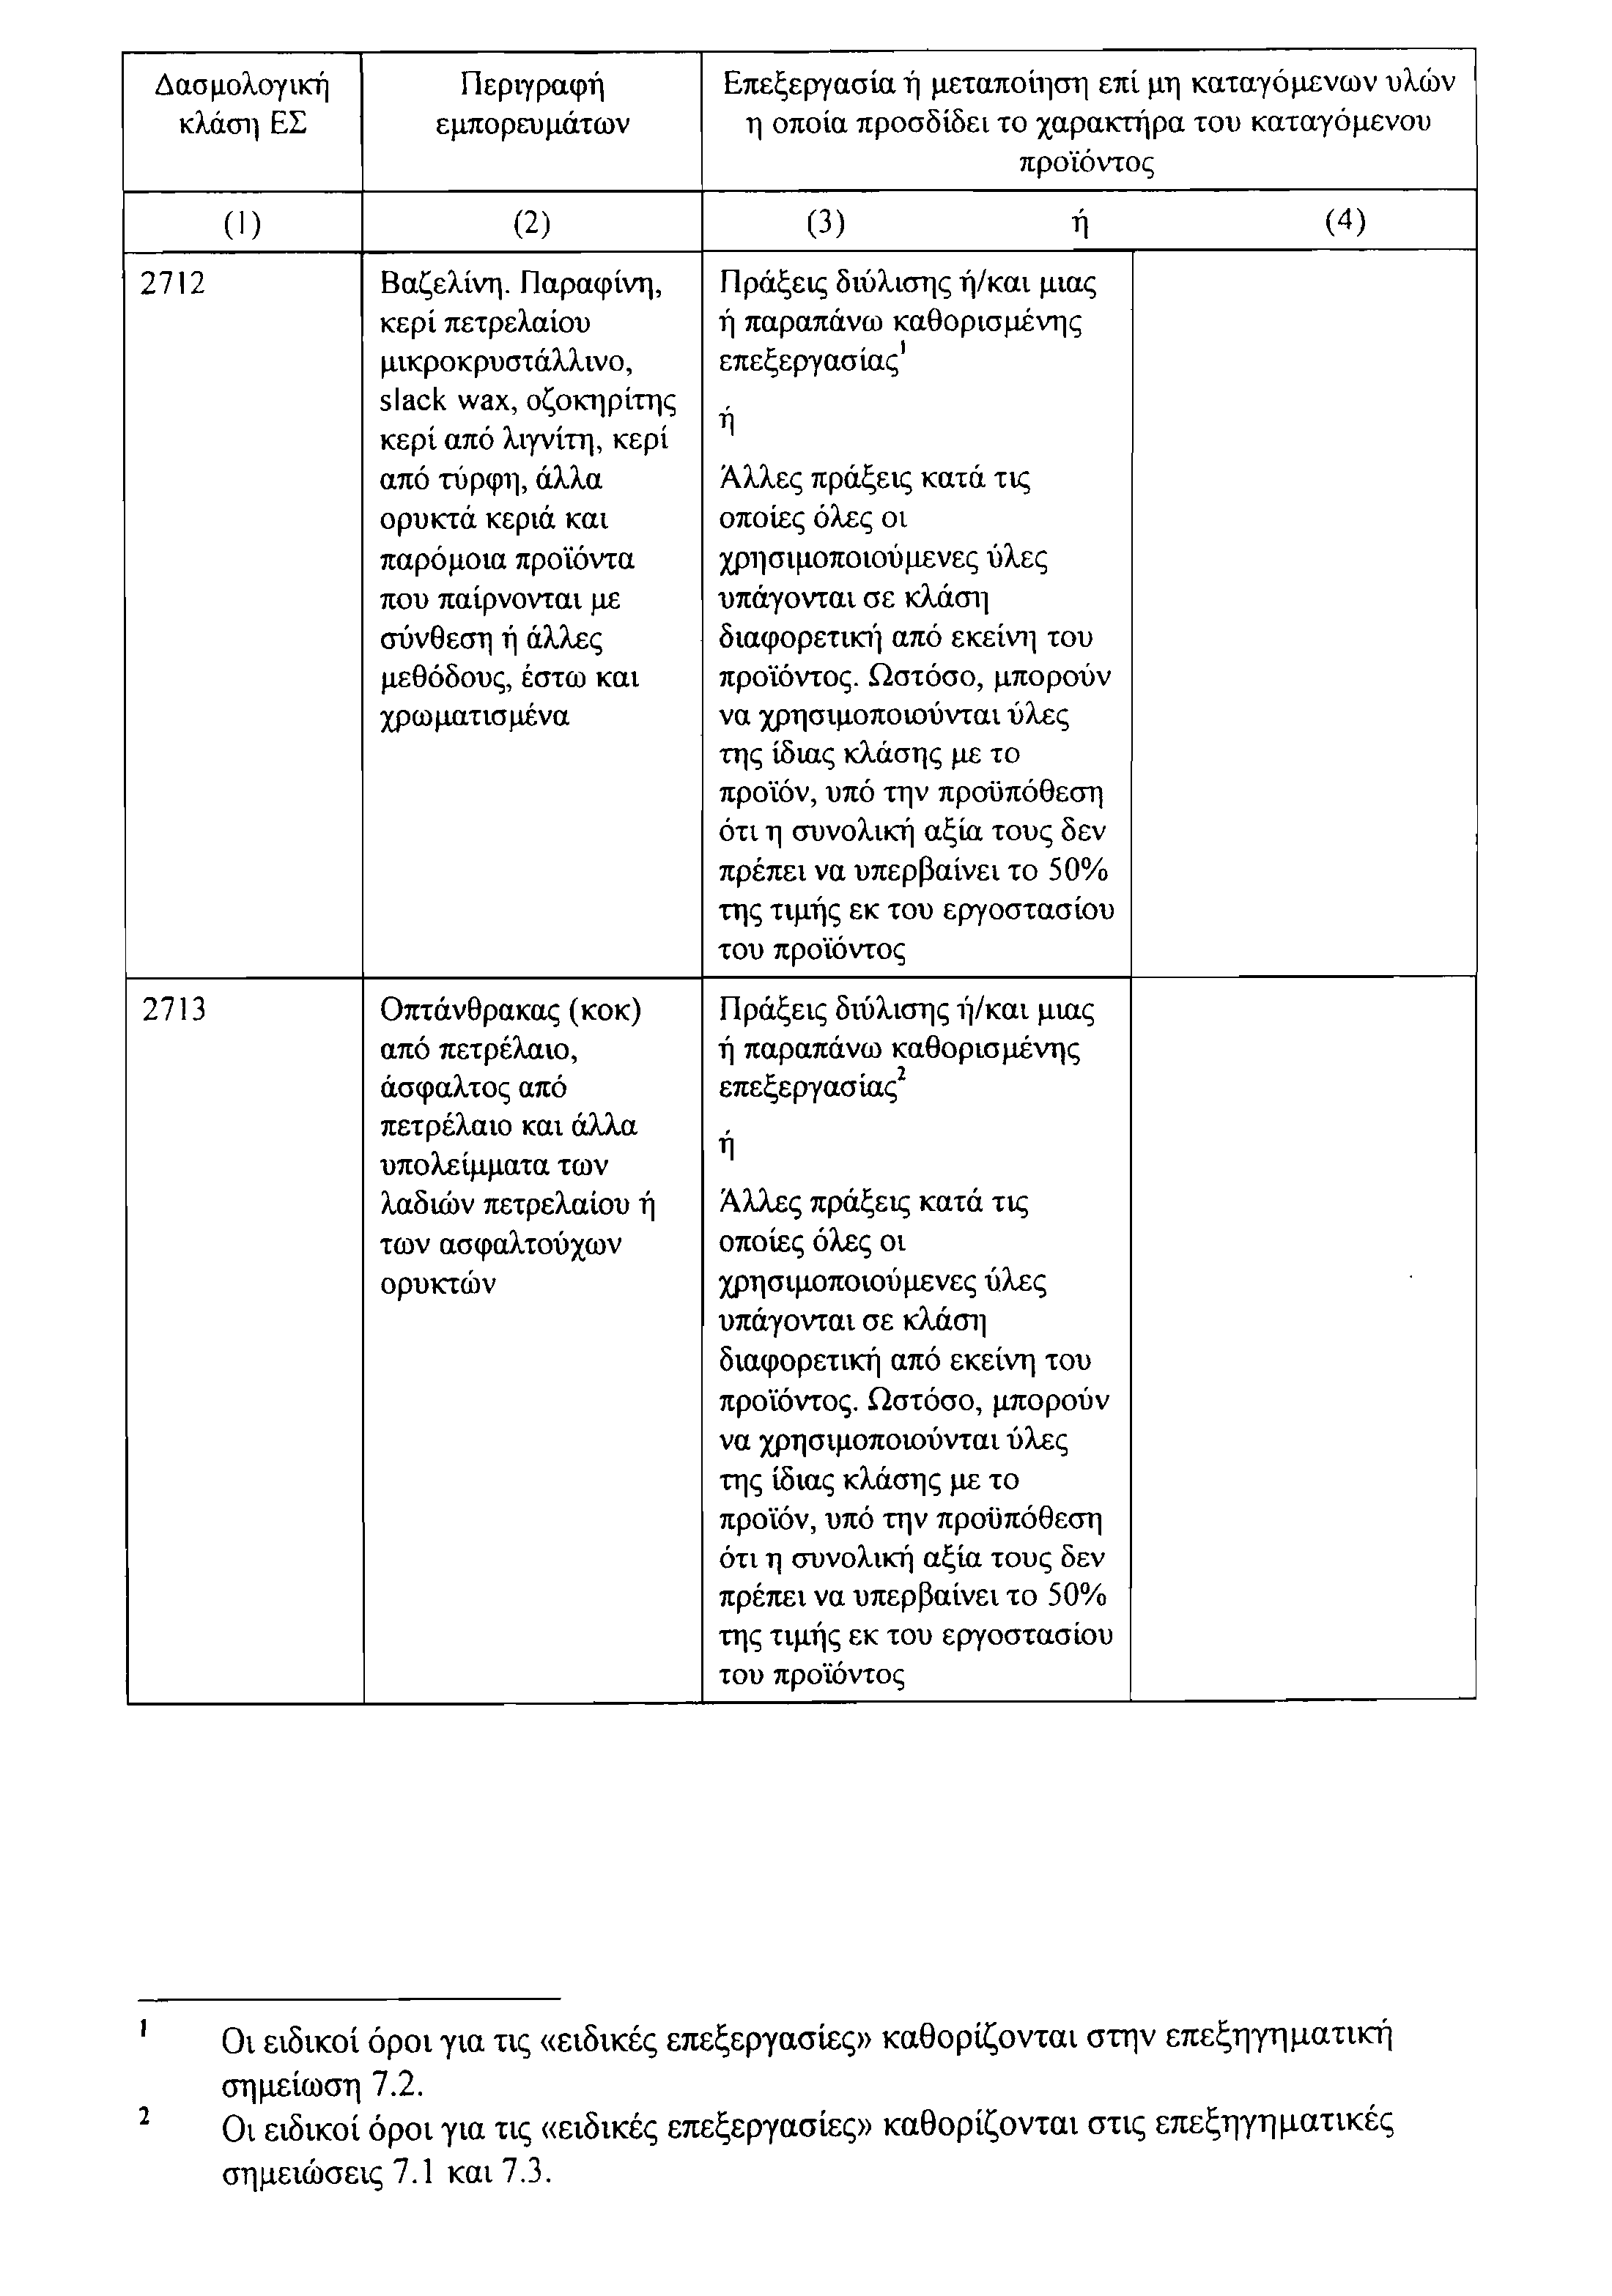 Δασμολογική
κλάση ΕΣ
Περιγραφή
εμπορευμάτων
Επεξεργασία ή μεταποίηση επί μη καταγόμενων υλών
η οποία προσδίδει το χαρακτήρα του καταγόμενου
προϊόντος
(1)
(2)
(3) ή (4)
2712
Βαζελίνη. Παραφίνη,
κερί πετρελαίου
μικροκρυστάλλινο,
slack wax, οζοκηρίτης
κερί από λιγνίτη, κερί
από τύρφη, άλλα
ορυκτά κεριά και
παρόμοια προϊόντα
που παίρνονται με
σύνθεση ή άλλες
μεθόδους, έστω και
χρωματισμένα
Πράξεις διύλισης ή/και μιας
ή παραπάνω καθορισμένης
επεξεργασίας¹
ή
Άλλες πράξεις κατά τις
οποίες όλες οι
χρησιμοποιούμενες ύλες
υπάγονται σε κλάση
διαφορετική από εκείνη του
προϊόντος. Ωστόσο, μπορούν
να χρησιμοποιούνται ύλες
της ίδιας κλάσης με το
προϊόν, υπό την προϋπόθεση
ότι η συνολική αξία τους δεν
πρέπει να υπερβαίνει το 50%
της τιμής εκ του εργοστασίου
του προϊόντος
2713
Οπτάνθρακας (κοκ)
από πετρέλαιο,
άσφαλτος από
πετρέλαιο και άλλα
υπολείμματα των
λαδιών πετρελαίου ή
των ασφαλτούχων
ορυκτών
Πράξεις διύλισης ή/και μιας
ή παραπάνω καθορισμένης
επεξεργασίας²
ή
Άλλες πράξεις κατά τις
οποίες όλες οι
χρησιμοποιούμενες ύλες
υπάγονται σε κλάση
διαφορετική από εκείνη του
προϊόντος. Ωστόσο, μπορούν
να χρησιμοποιούνται ύλες
της ίδιας κλάσης με το
προϊόν, υπό την προϋπόθεση
ότι η συνολική αξία τους δεν
πρέπει να υπερβαίνει το 50%
της τιμής εκ του εργοστασίου
του προϊόντος
¹ Οι ειδικοί όροι για τις «ειδικές επεξεργασίες» καθορίζονται στην επεξηγηματική
σημείωση 7.2.
² Οι ειδικοί όροι για τις «ειδικές επεξεργασίες» καθορίζονται στις επεξηγηματικές
σημειώσεις 7.1 και 7.3.